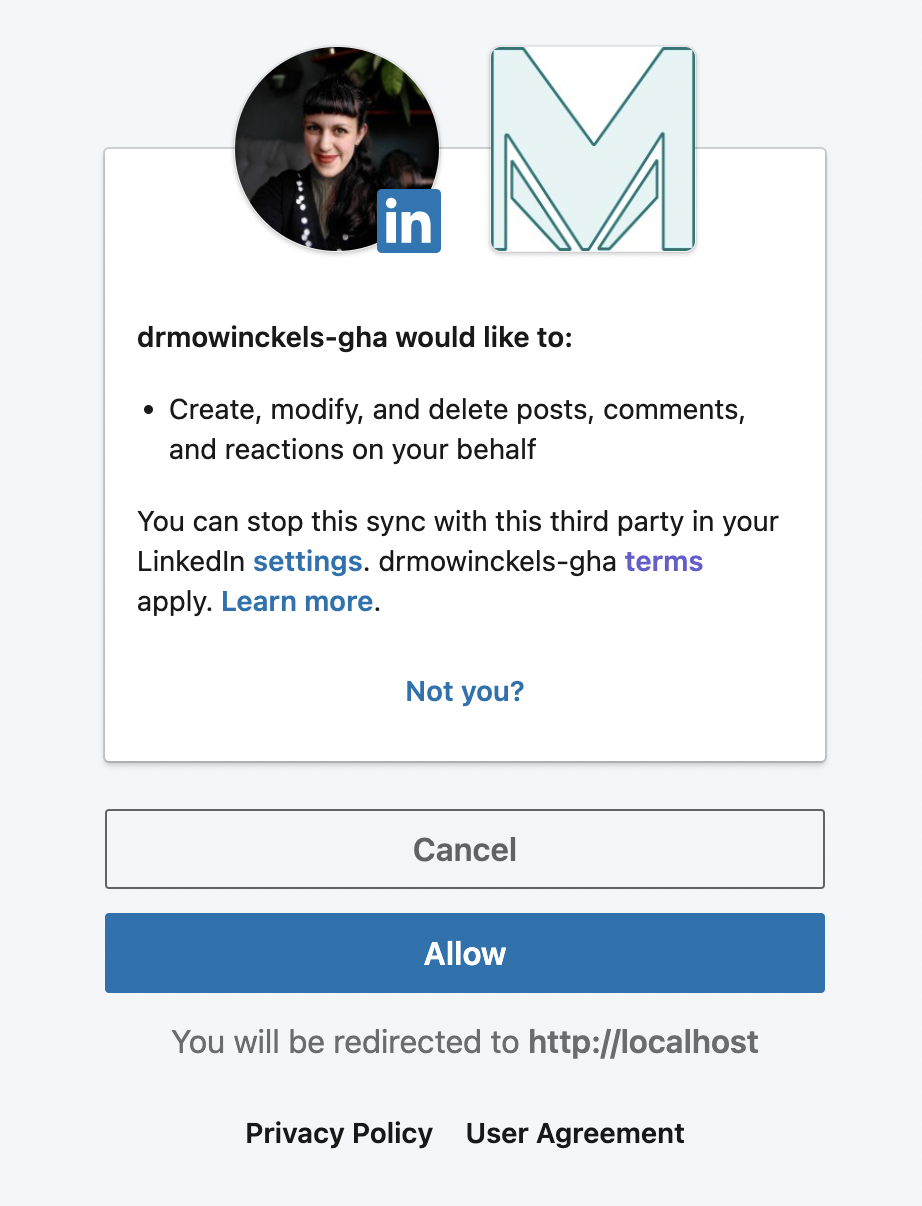 in
M
drmowinckels-gha would like to:
• Create, modify, and delete posts, comments,
and reactions on your behalf
You can stop this sync with this third party in your
LinkedIn settings. drmowinckels-gha terms
apply. Learn more.
Not you?
Cancel
Allow
You will be redirected to http://localhost
Privacy Policy User Agreement